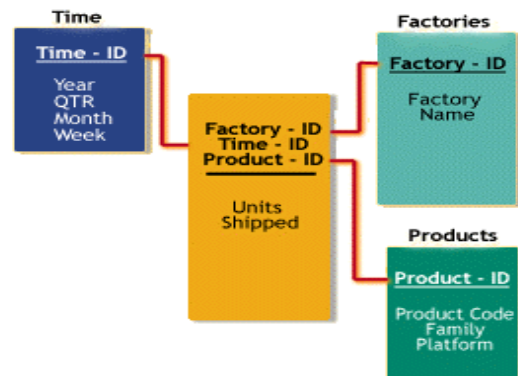 Time
Time - ID
Year
QTR
Month
Week
Factory - ID
Time - ID
Product - ID
Units
Shipped
Factories
Factory - ID
Factory
Name
Products
Product - ID
Product Code
Family
Platform